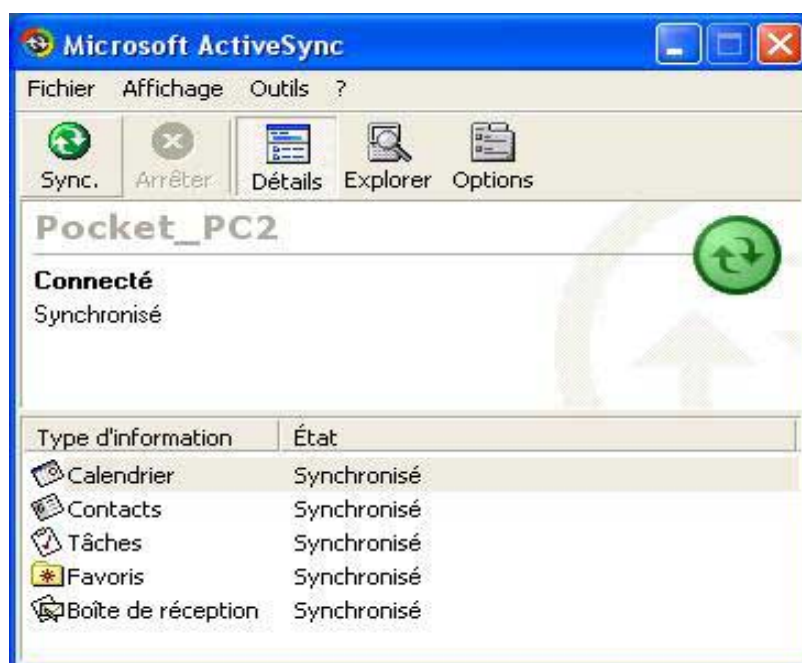 Microsoft ActiveSync
Fichier Affichage Outils ?
Sync. Arrêter Détails Explorer Options
Pocket_PC2
Connecté
Synchronisé
Type d'information État
Calendrier Synchronisé
Contacts Synchronisé
Tâches Synchronisé
Favoris Synchronisé
Boîte de réception Synchronisé